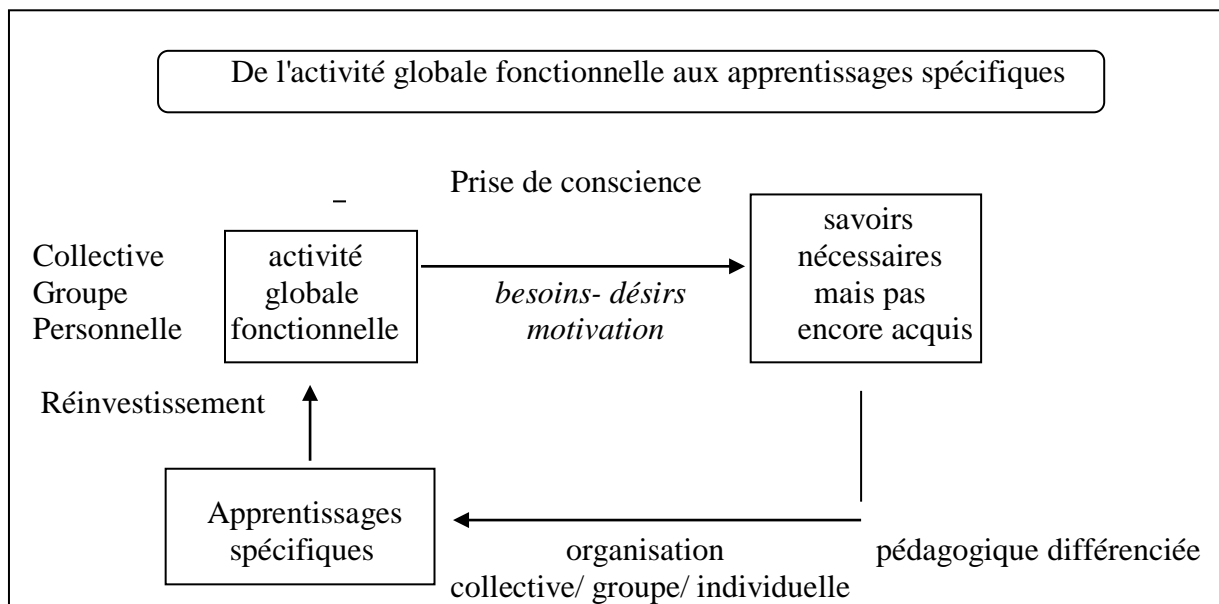 De l'activité globale fonctionnelle aux apprentissages spécifiques
Prise de conscience
Collective
Groupe
Personnelle
activité
globale
fonctionnelle
besoins- désirs
motivation
savoirs
nécessaires
mais pas
encore acquis
Réinvestissement
Apprentissages
spécifiques
organisation
collective/ groupe/ individuelle
pédagogique différenciée